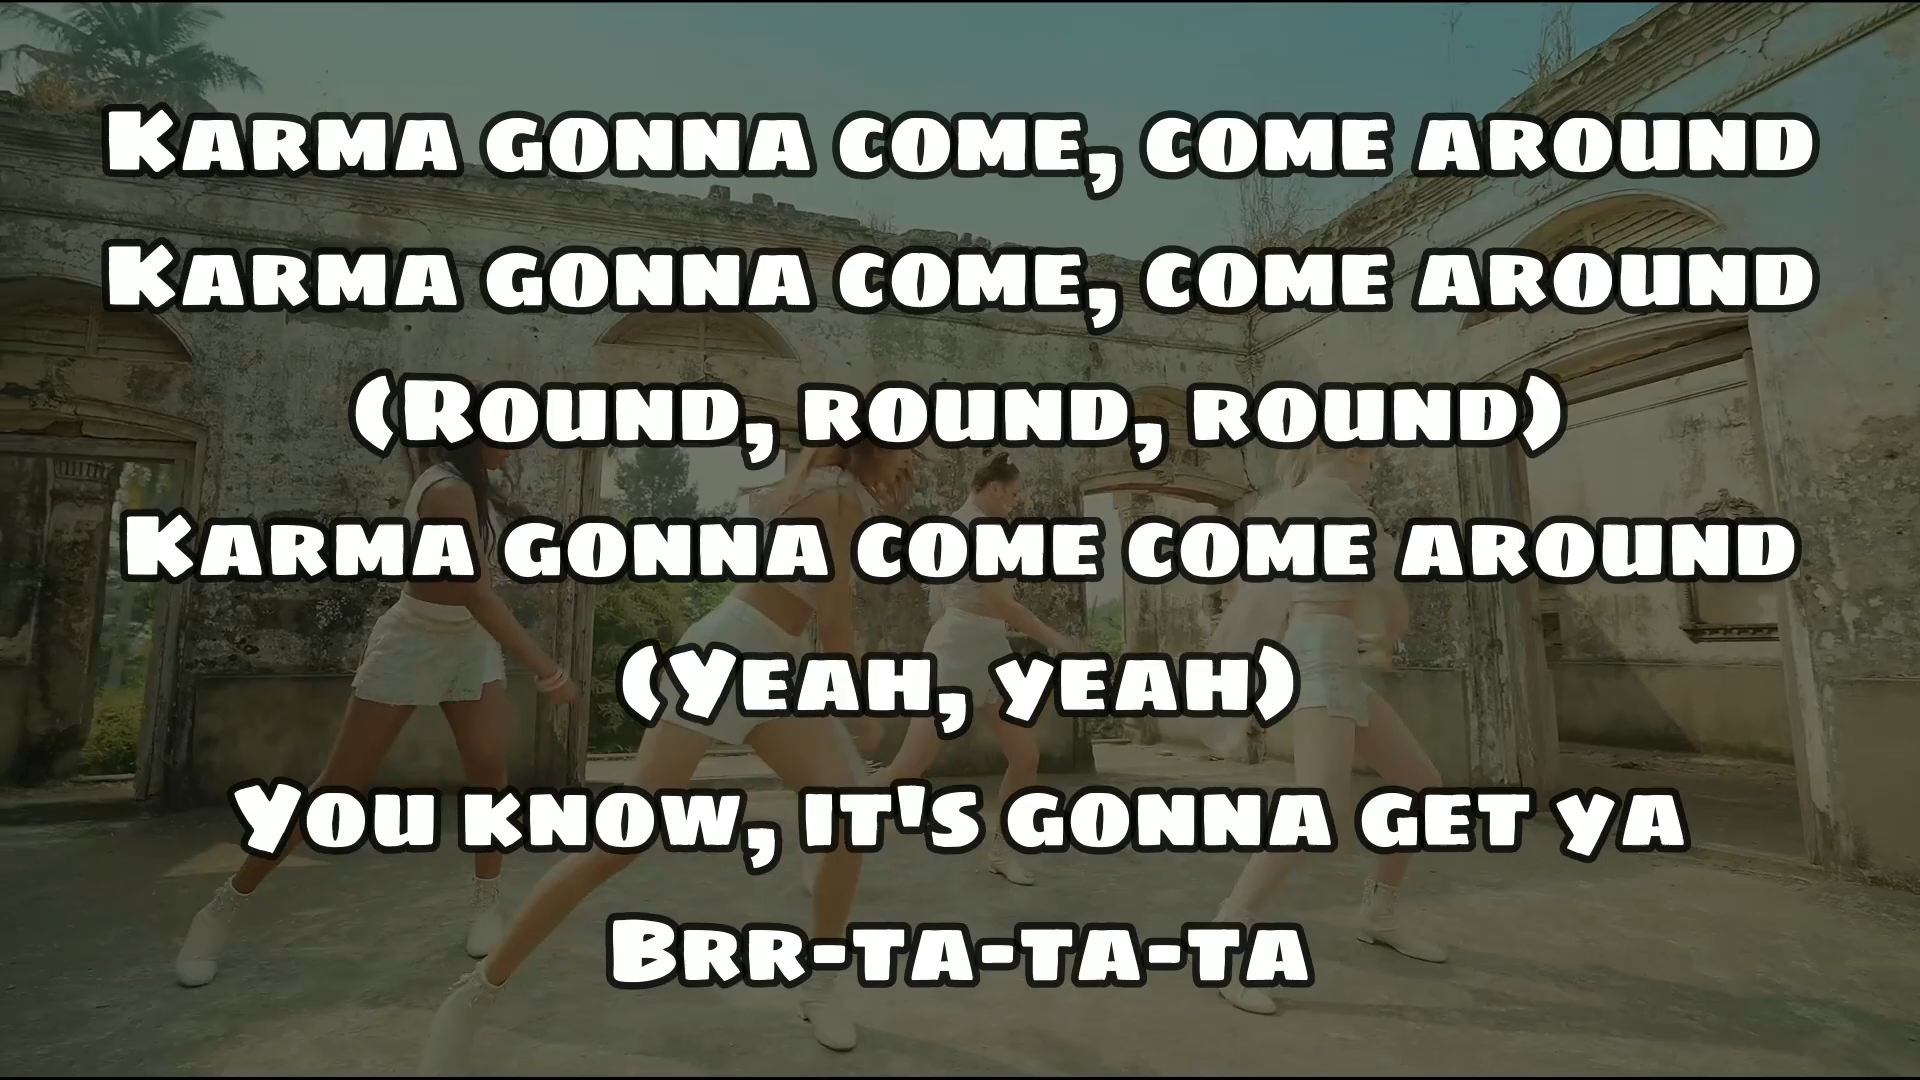 Karma gonna come, come around
Karma gonna come, come around
(Round, round, round)
Karma gonna come come around
(Yeah, yeah)
You know, it's gonna get ya
Brr-ta-ta-ta